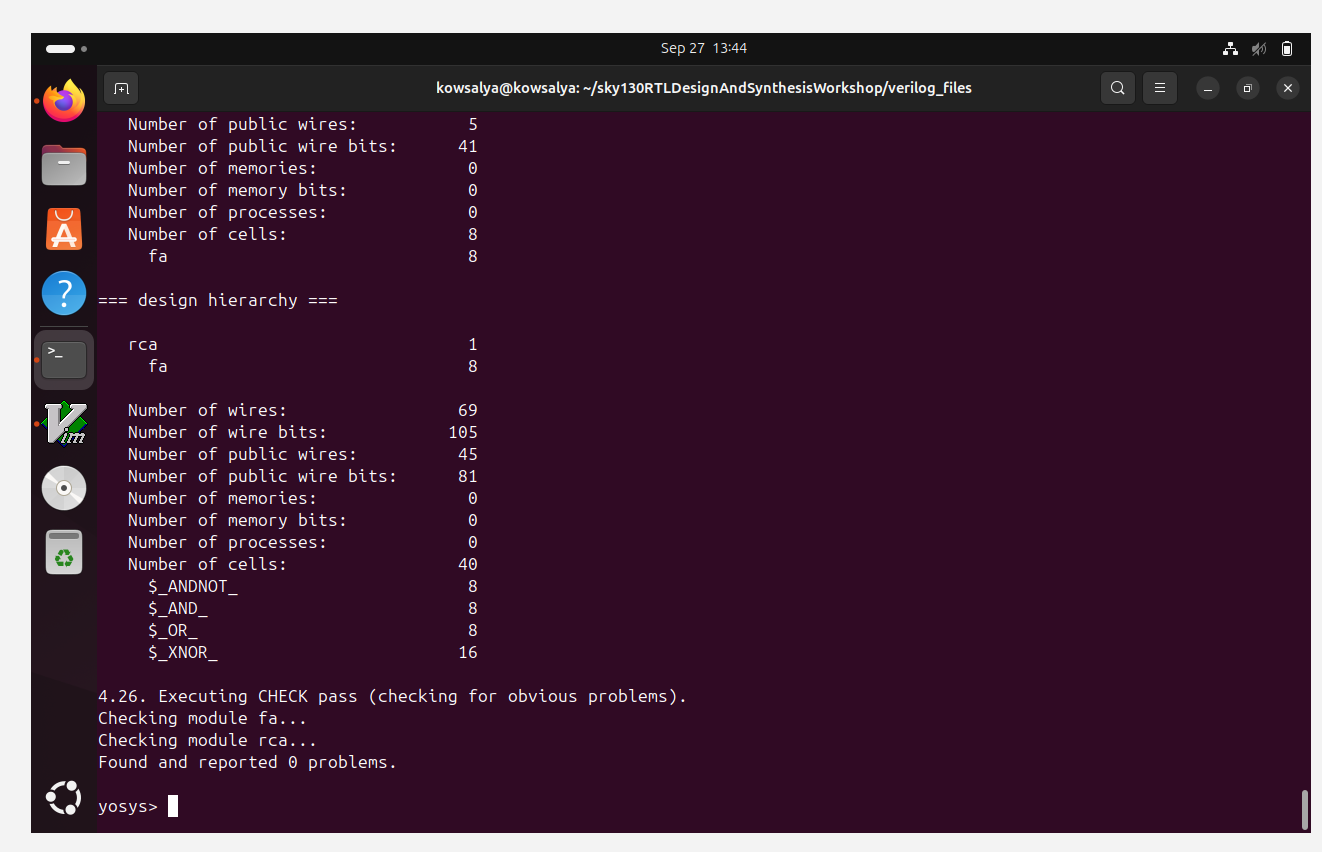 Sep 27 13:44
kowsalya@kowsalya: ~/sky130RTLDesignAndSynthesisWorkshop/verilog_files
Number of public wires: 5
Number of public wire bits: 41
Number of memories: 0
Number of memory bits: 0
Number of processes: 0
Number of cells: 8
fa 8
=== design hierarchy ===
rca 1
fa 8
Number of wires: 69
Number of wire bits: 105
Number of public wires: 45
Number of public wire bits: 81
Number of memories: 0
Number of memory bits: 0
Number of processes: 0
Number of cells: 40
$_ANDNOT_ 8
$_AND_ 8
$_OR_ 8
$_XNOR_ 16
4.26. Executing CHECK pass (checking for obvious problems).
Checking module fa...
Checking module rca...
Found and reported 0 problems.
yosys>
A
?
>_
Vim